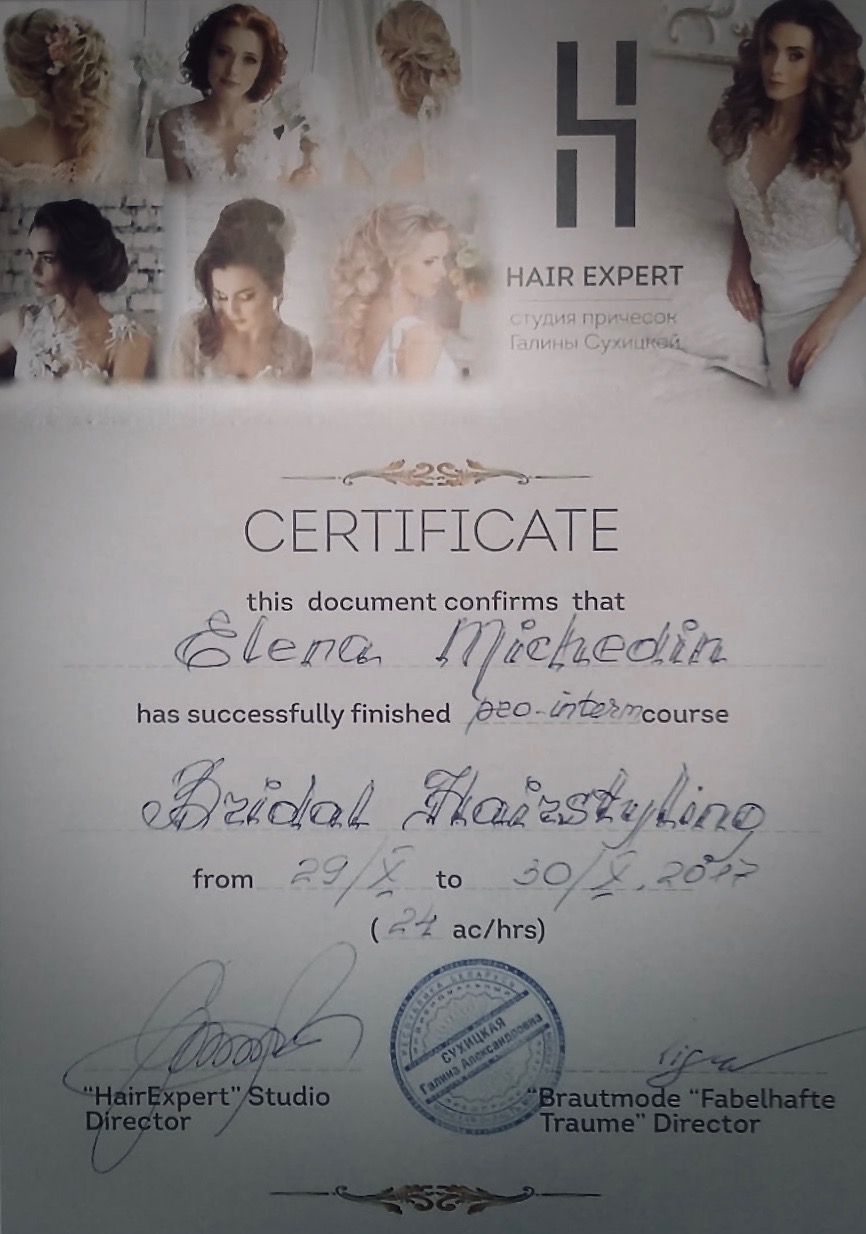 HAIR EXPERT
студия причесок
Галины Сухицкой
CERTIFICATE
this document confirms that
Elena Michedin
has successfully finished pro-interm course
Bridal Hairstyling
from 29/X to 30/X. 2017
(24 ac/hrs)
РЕСПУБЛИКА БЕЛАРУСЬ
СУХИЦКАЯ
Галина Александровна
"HairExpert" Studio
Director
"Brautmode "Fabelhafte
Traume" Director